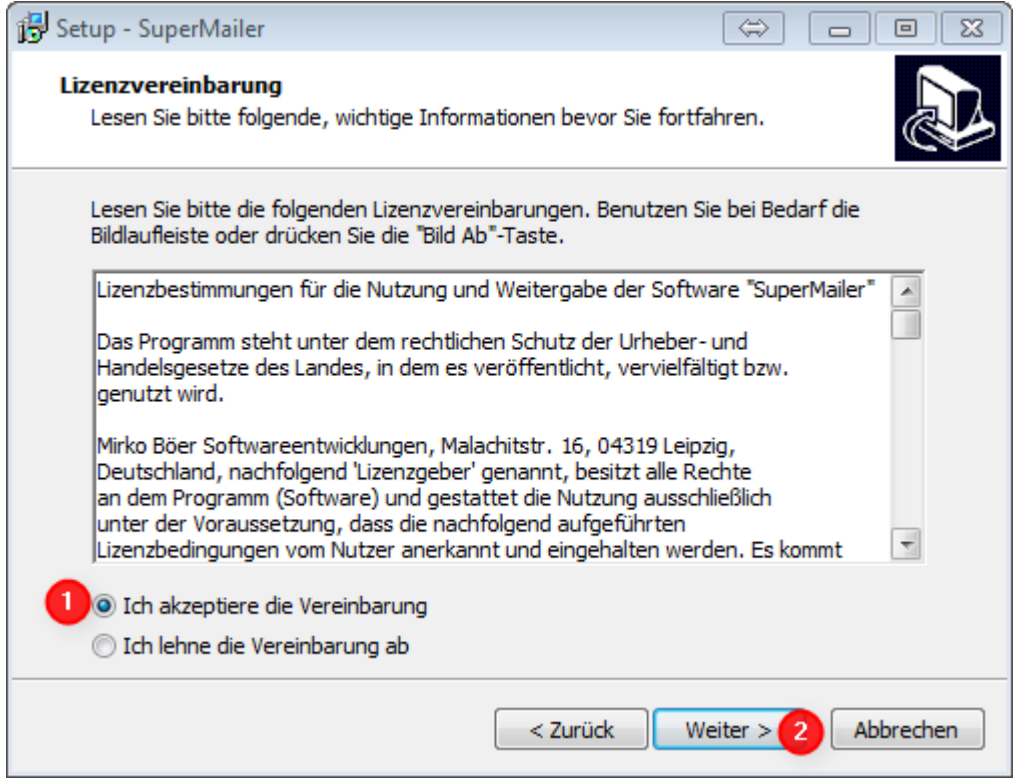 Setup - SuperMailer
Lizenzvereinbarung
Lesen Sie bitte folgende, wichtige Informationen bevor Sie fortfahren.
Lesen Sie bitte die folgenden Lizenzvereinbarungen. Benutzen Sie bei Bedarf die
Bildlaufleiste oder drücken Sie die "Bild Ab"-Taste.
Lizenzbestimmungen für die Nutzung und Weitergabe der Software "SuperMailer"
Das Programm steht unter dem rechtlichen Schutz der Urheber- und
Handelsgesetze des Landes, in dem es veröffentlicht, vervielfältigt bzw.
genutzt wird.
Mirko Böer Softwareentwicklungen, Malachitstr. 16, 04319 Leipzig,
Deutschland, nachfolgend 'Lizenzgeber' genannt, besitzt alle Rechte
an dem Programm (Software) und gestattet die Nutzung ausschließlich
unter der Voraussetzung, dass die nachfolgend aufgeführten
Lizenzbedingungen vom Nutzer anerkannt und eingehalten werden. Es kommt
1 Ich akzeptiere die Vereinbarung
Ich lehne die Vereinbarung ab
< Zurück Weiter > 2 Abbrechen